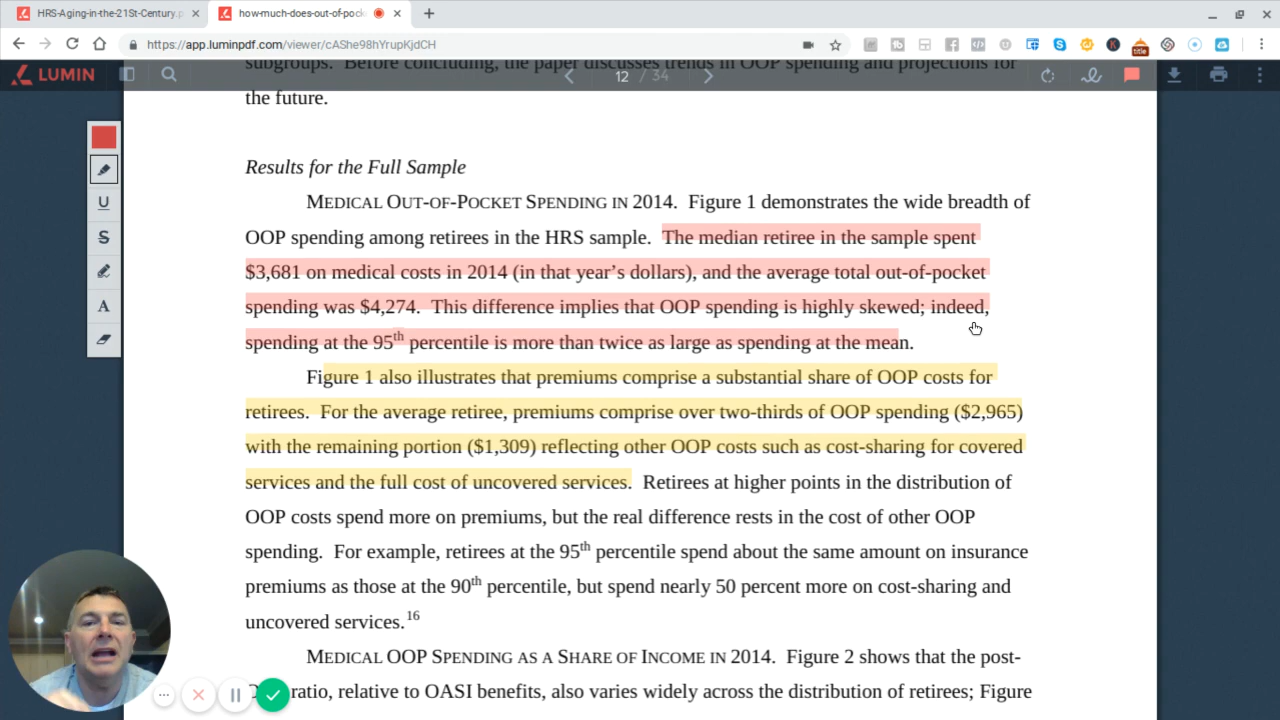 HRS-Aging-in-the-21St-Century.p
how-much-does-out-of-pock
https://app.luminpdf.com/viewer/cAShe98hYrupKjdCH
title
LUMIN
12 / 34
subgroups. Before concluding, the paper discusses trends in OOP spending and projections for
the future.
Results for the Full Sample
MEDICAL OUT-OF-POCKET SPENDING IN 2014. Figure 1 demonstrates the wide breadth of
OOP spending among retirees in the HRS sample. The median retiree in the sample spent
$3,681 on medical costs in 2014 (in that year’s dollars), and the average total out-of-pocket
spending was $4,274. This difference implies that OOP spending is highly skewed; indeed,
spending at the 95th percentile is more than twice as large as spending at the mean.
Figure 1 also illustrates that premiums comprise a substantial share of OOP costs for
retirees. For the average retiree, premiums comprise over two-thirds of OOP spending ($2,965)
with the remaining portion ($1,309) reflecting other OOP costs such as cost-sharing for covered
services and the full cost of uncovered services. Retirees at higher points in the distribution of
OOP costs spend more on premiums, but the real difference rests in the cost of other OOP
spending. For example, retirees at the 95th percentile spend about the same amount on insurance
premiums as those at the 90th percentile, but spend nearly 50 percent more on cost-sharing and
uncovered services.16
MEDICAL OOP SPENDING AS A SHARE OF INCOME IN 2014. Figure 2 shows that the post-
ratio, relative to OASI benefits, also varies widely across the distribution of retirees; Figure